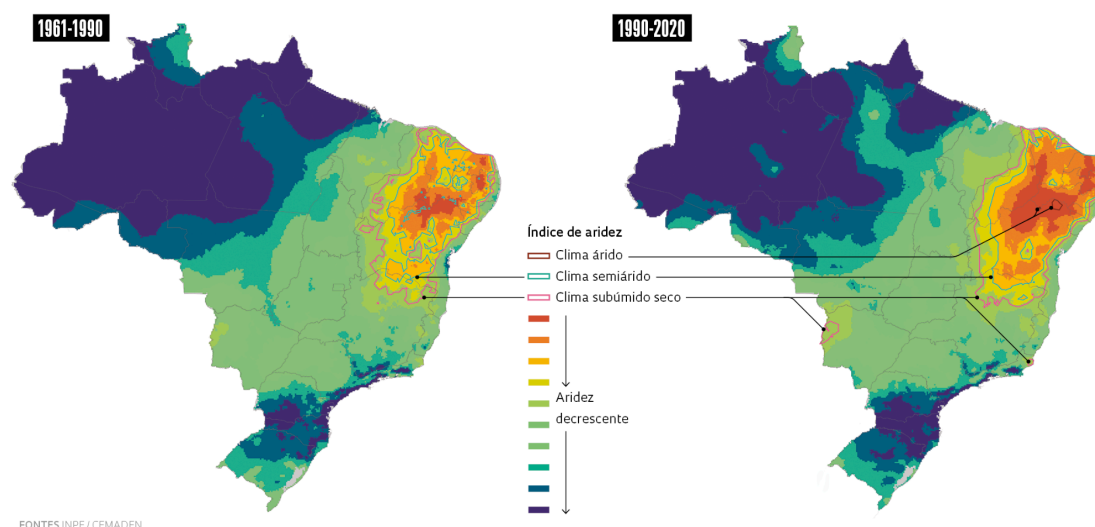 1961-1990
1990-2020
Índice de aridez
Clima árido
Clima semiárido
Clima subúmido seco
Aridez
decrescente
FONTES INPE / CEMADEN